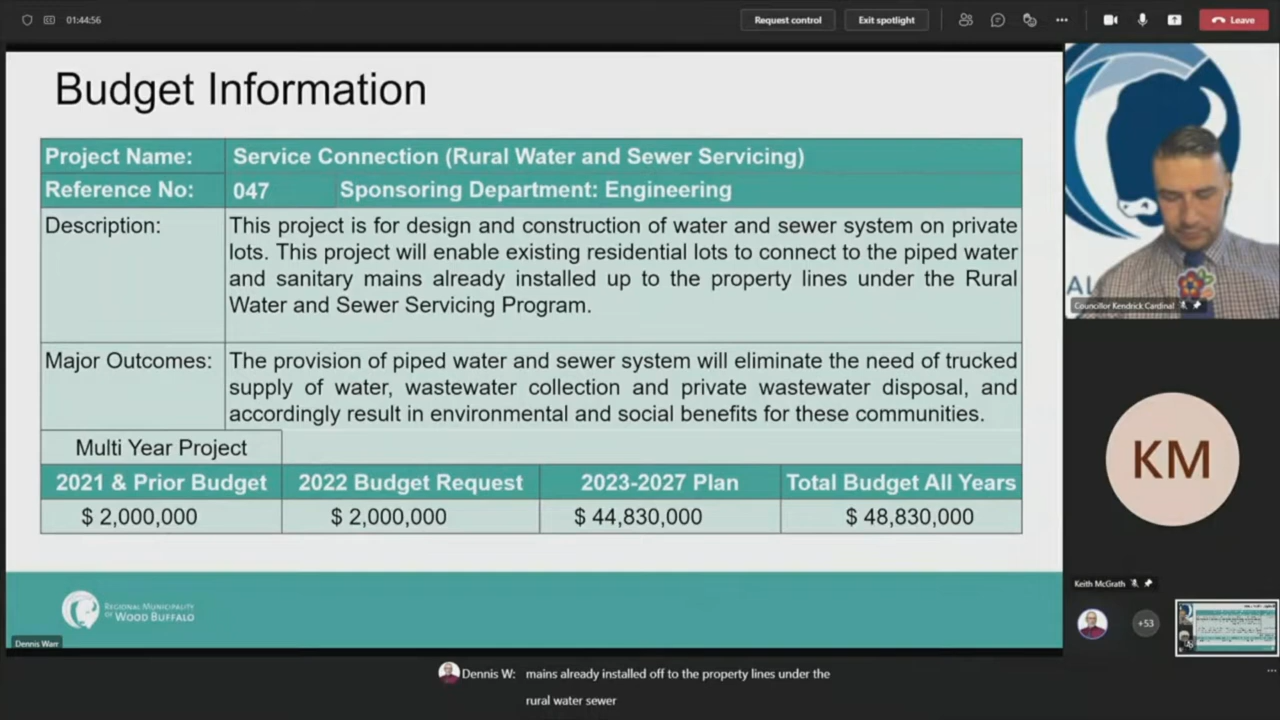 01:44:56
Request control
Exit spotlight
Leave
Budget Information
Project Name:
Service Connection (Rural Water and Sewer Servicing)
Reference No:
047
Sponsoring Department: Engineering
Description:
This project is for design and construction of water and sewer system on private
lots. This project will enable existing residential lots to connect to the piped water
and sanitary mains already installed up to the property lines under the Rural
Water and Sewer Servicing Program.
Major Outcomes:
The provision of piped water and sewer system will eliminate the need of trucked
supply of water, wastewater collection and private wastewater disposal, and
accordingly result in environmental and social benefits for these communities.
Multi Year Project
2021 & Prior Budget
2022 Budget Request
2023-2027 Plan
Total Budget All Years
$ 2,000,000
$ 2,000,000
$ 44,830,000
$ 48,830,000
REGIONAL MUNICIPALITY
OF WOOD BUFFALO
Dennis Warr
AL
Councillor Kendrick Cardinal
KM
Keith McGrath
+53
Dennis W:
mains already installed off to the property lines under the
rural water sewer